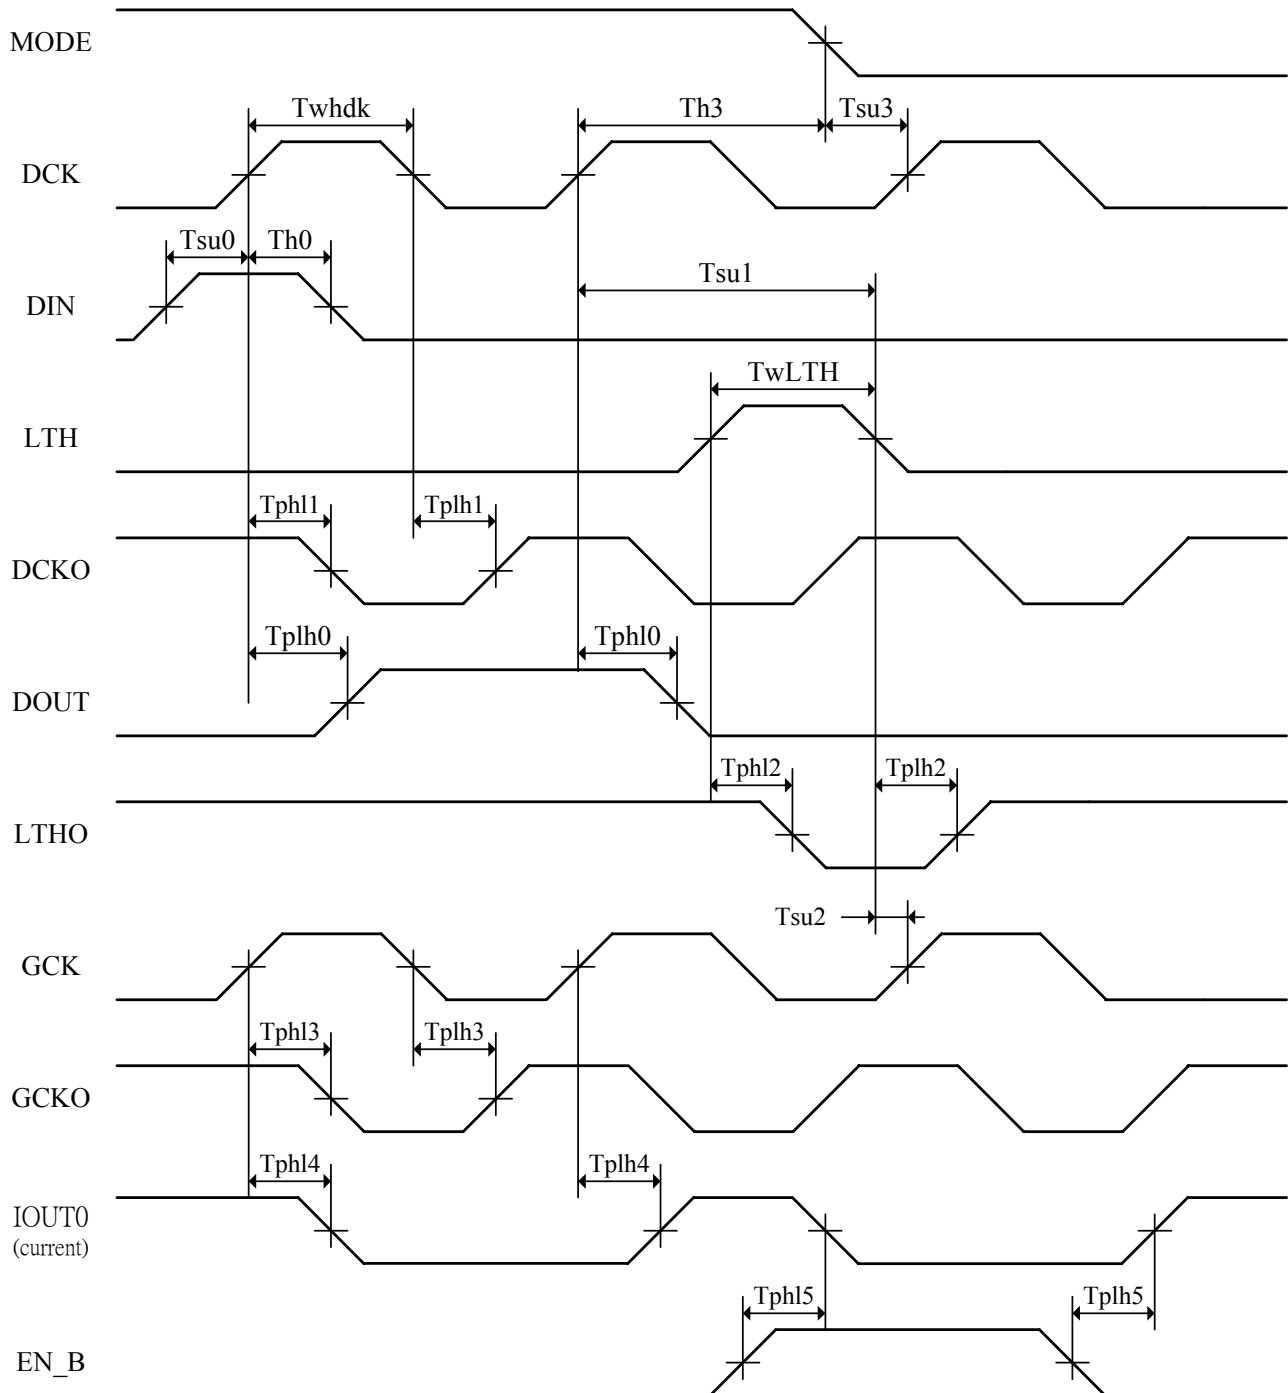 MODE
Twhdk
Th3
Tsu3
DCK
Tsu0
Th0
Tsu1
DIN
TwLTH
LTH
Tphl1
Tplh1
DCKO
Tplh0
Tphl0
DOUT
Tphl2
Tplh2
LTHO
Tsu2
GCK
Tphl3
Tplh3
GCKO
Tphl4
Tplh4
IOUT0
(current)
Tphl5
Tplh5
EN_B